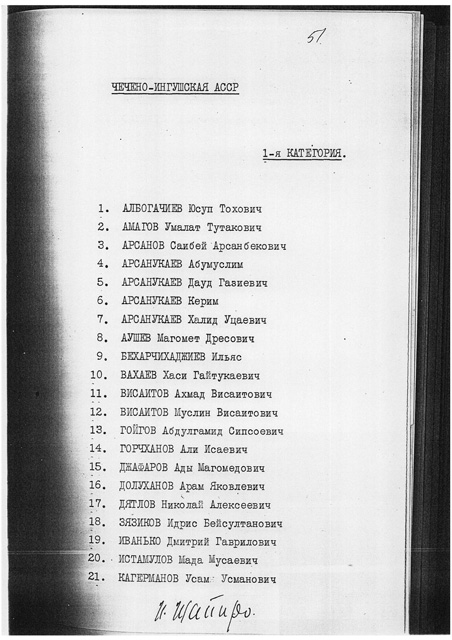 51.
ЧЕЧЕНО-ИНГУШСКАЯ АССР
1-я КАТЕГОРИЯ.
1. АЛБОГАЧИЕВ Юсуп Тохович
2. АМАГОВ Умалат Тутакович
3. АРСАНОВ Саибей Арсанбекович
4. АРСАНУКАЕВ Абумуслим
5. АРСАНУКАЕВ Дауд Газиевич
6. АРСАНУКАЕВ Керим
7. АРСАНУКАЕВ Халид Уцаевич
8. АУШЕВ Магомет Дресович
9. БЕХАРЧИХАДЖИЕВ Ильяс
10. ВАХАЕВ Хаси Гайтукаевич
11. ВИСАИТОВ Ахмад Висаитович
12. ВИСАИТОВ Муслин Висаитович
13. ГОЙГОВ Абдулгамид Сипсоевич
14. ГОРЧХАНОВ Али Исаевич
15. ДЖАФАРОВ Ады Магомедович
16. ДОЛУХАНОВ Арам Яковлевич
17. ДЯТЛОВ Николай Алексеевич
18. ЗЯЗИКОВ Идрис Бейсултанович
19. ИВАНЬКО Дмитрий Гаврилович
20. ИСТАМУЛОВ Мада Мусаевич
21. КАГЕРМАНОВ Усам Усманович
И. Шапиро.